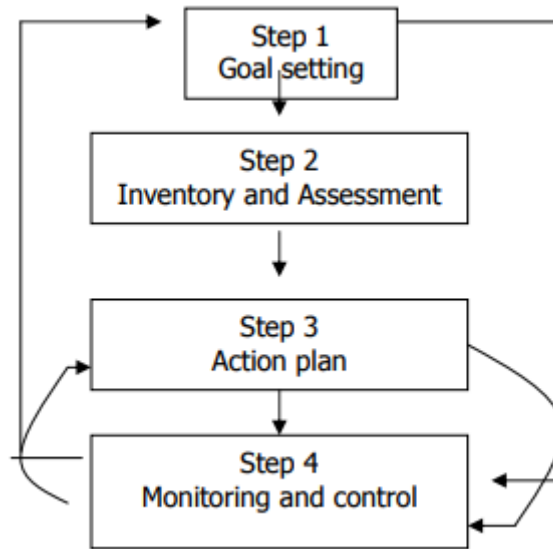 Step 1
Goal setting
Step 2
Inventory and Assessment
Step 3
Action plan
Step 4
Monitoring and control